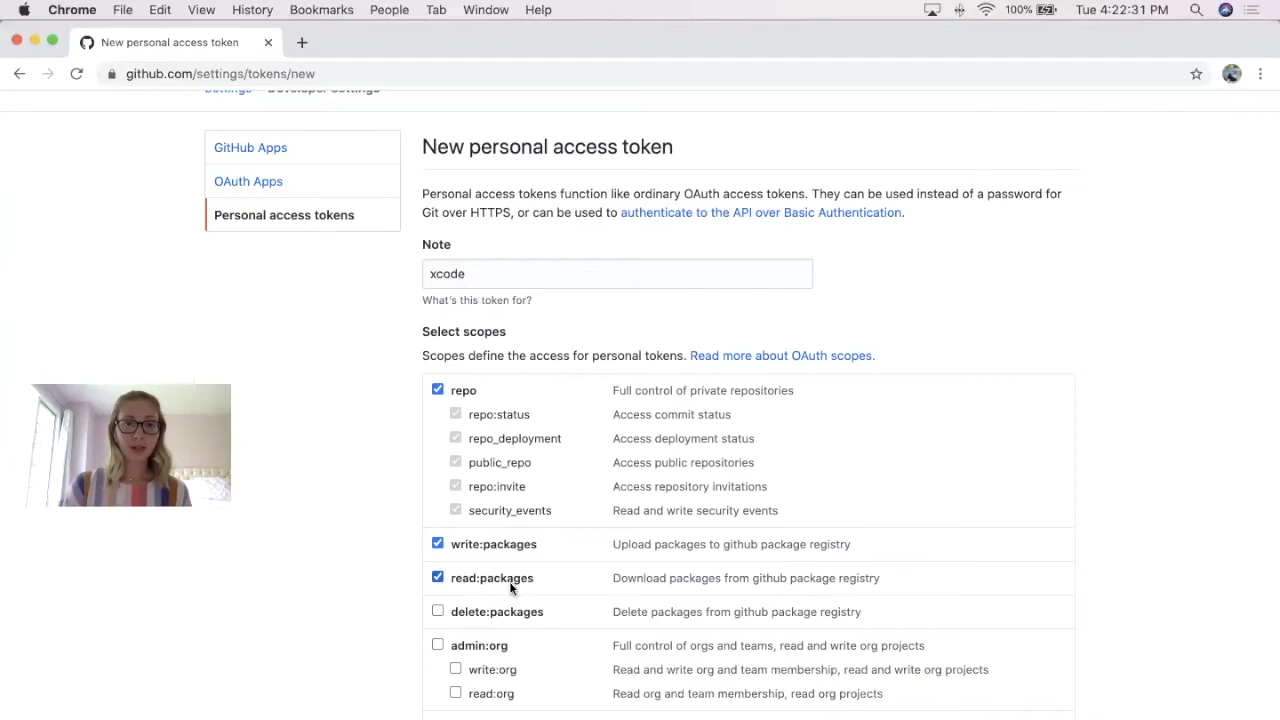 Chrome File Edit View History Bookmarks People Tab Window Help 100% Tue 4:22:31 PM
New personal access token
github.com/settings/tokens/new
Settings Developer settings
GitHub Apps
OAuth Apps
Personal access tokens
New personal access token
Personal access tokens function like ordinary OAuth access tokens. They can be used instead of a password for
Git over HTTPS, or can be used to authenticate to the API over Basic Authentication.
Note
xcode
What's this token for?
Select scopes
Scopes define the access for personal tokens. Read more about OAuth scopes.
repo Full control of private repositories
repo:status Access commit status
repo_deployment Access deployment status
public_repo Access public repositories
repo:invite Access repository invitations
security_events Read and write security events
write:packages Upload packages to github package registry
read:packages Download packages from github package registry
delete:packages Delete packages from github package registry
admin:org Full control of orgs and teams, read and write org projects
write:org Read and write org and team membership, read and write org projects
read:org Read org and team membership, read org projects